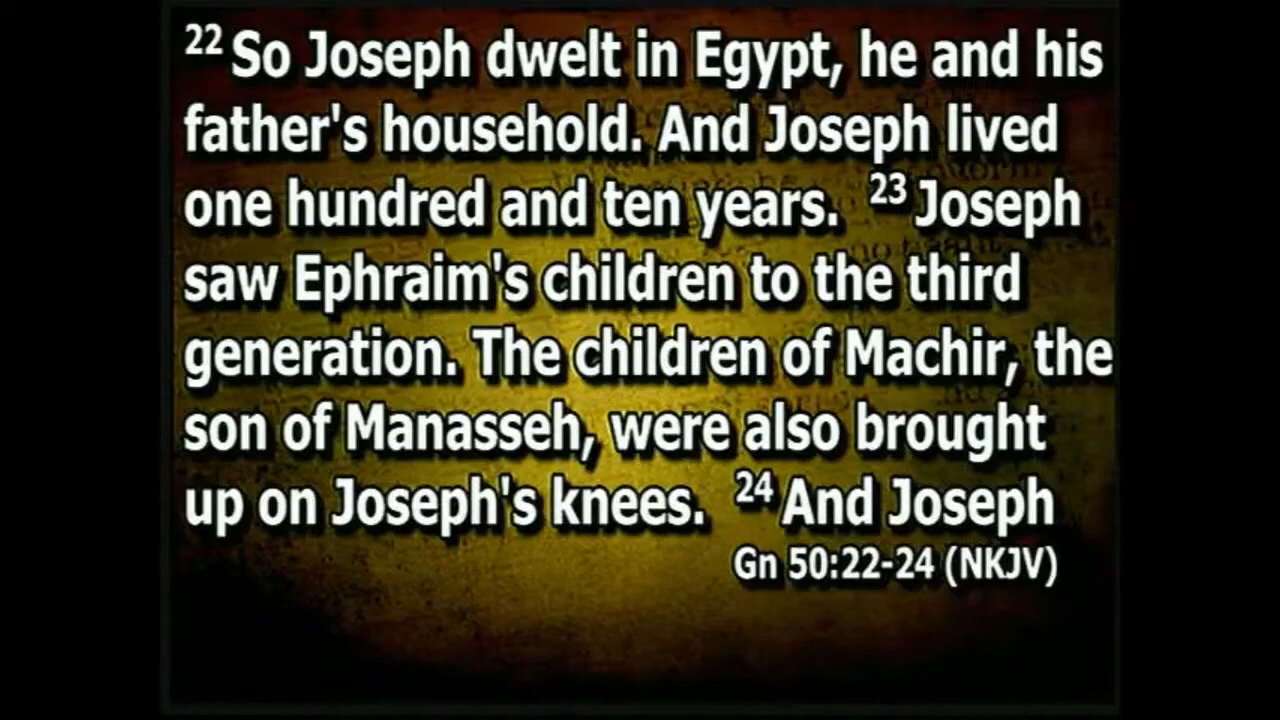 22 So Joseph dwelt in Egypt, he and his
father's household. And Joseph lived
one hundred and ten years. 23 Joseph
saw Ephraim's children to the third
generation. The children of Machir, the
son of Manasseh, were also brought
up on Joseph's knees. 24 And Joseph
Gn 50:22-24 (NKJV)